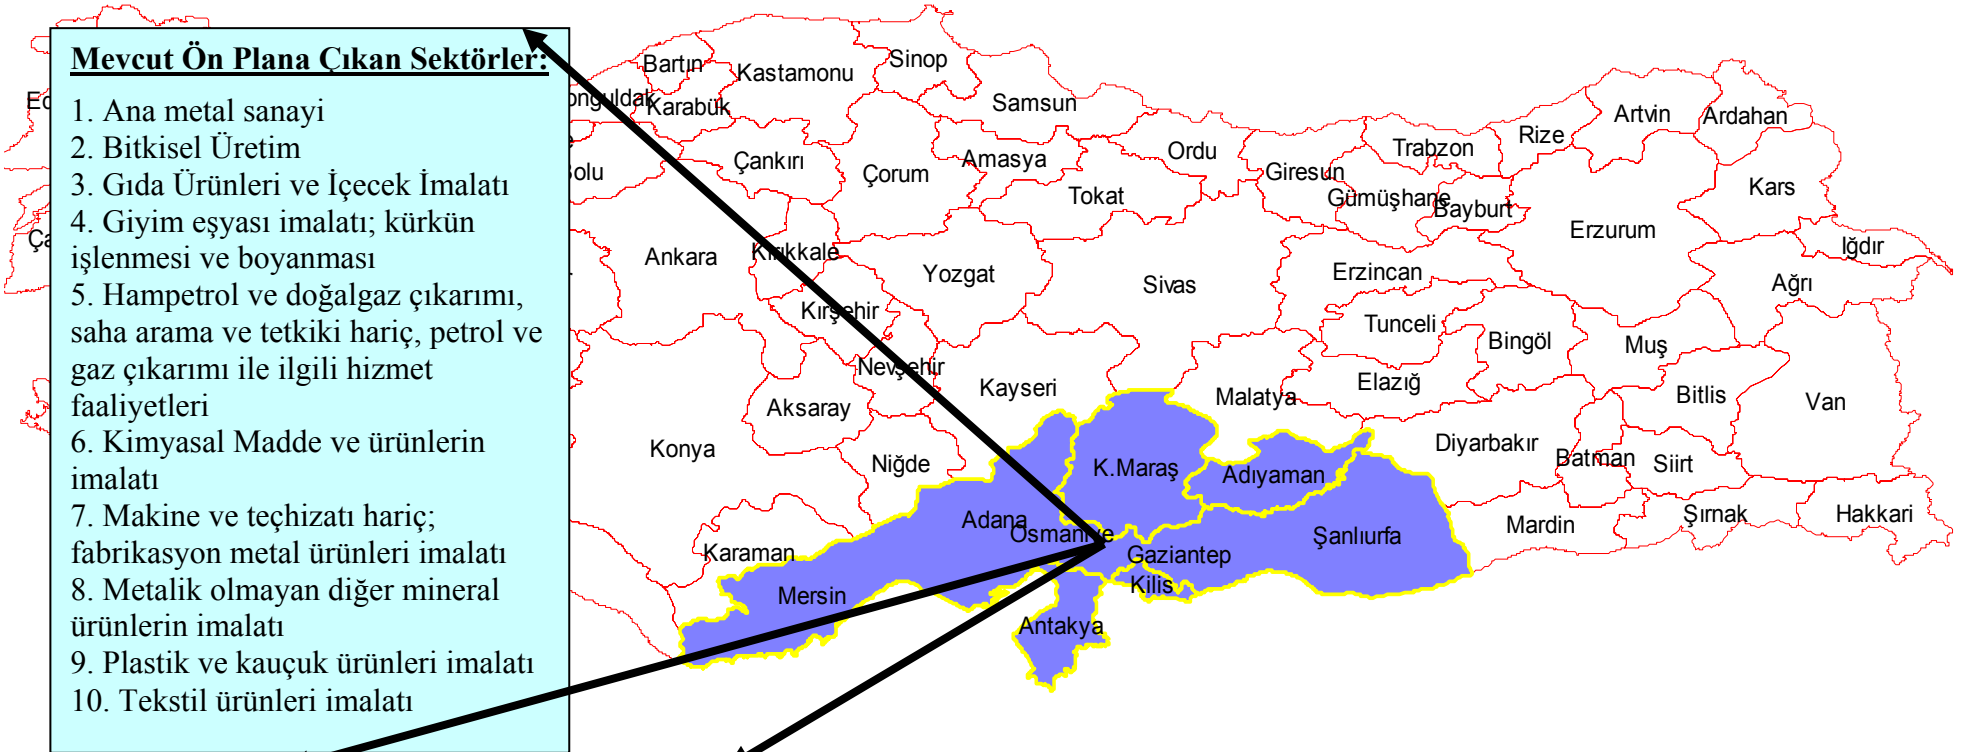 Mevcut Ön Plana Çıkan Sektörler:
1. Ana metal sanayi
2. Bitkisel Üretim
3. Gıda Ürünleri ve İçecek İmalatı
4. Giyim eşyası imalatı; kürkün
işlenmesi ve boyanması
5. Hampetrol ve doğalgaz çıkarımı,
saha arama ve tetkiki hariç, petrol ve
gaz çıkarımı ile ilgili hizmet
faaliyetleri
6. Kimyasal Madde ve ürünlerin
imalatı
7. Makine ve teçhizatı hariç;
fabrikasyon metal ürünleri imalatı
8. Metalik olmayan diğer mineral
ürünlerin imalatı
9. Plastik ve kauçuk ürünleri imalatı
10. Tekstil ürünleri imalatı
Bartın
Kastamonu
Sinop
Karabük
Samsun
Artvin
Ardahan
Rize
Trabzon
Ordu
Giresun
Amasya
Çankırı
Çorum
Tokat
Gümüşhane
Bayburt
Kars
Erzurum
Iğdır
Ankara
Kırıkkale
Yozgat
Sivas
Erzincan
Ağrı
Kırşehir
Tunceli
Bingöl
Muş
Nevşehir
Kayseri
Malatya
Elazığ
Bitlis
Van
Aksaray
Konya
Niğde
K.Maraş
Adıyaman
Diyarbakır
Batman
Siirt
Adana
Osmaniye
Gaziantep
Şanlıurfa
Mardin
Şırnak
Hakkari
Karaman
Mersin
Kilis
Antakya